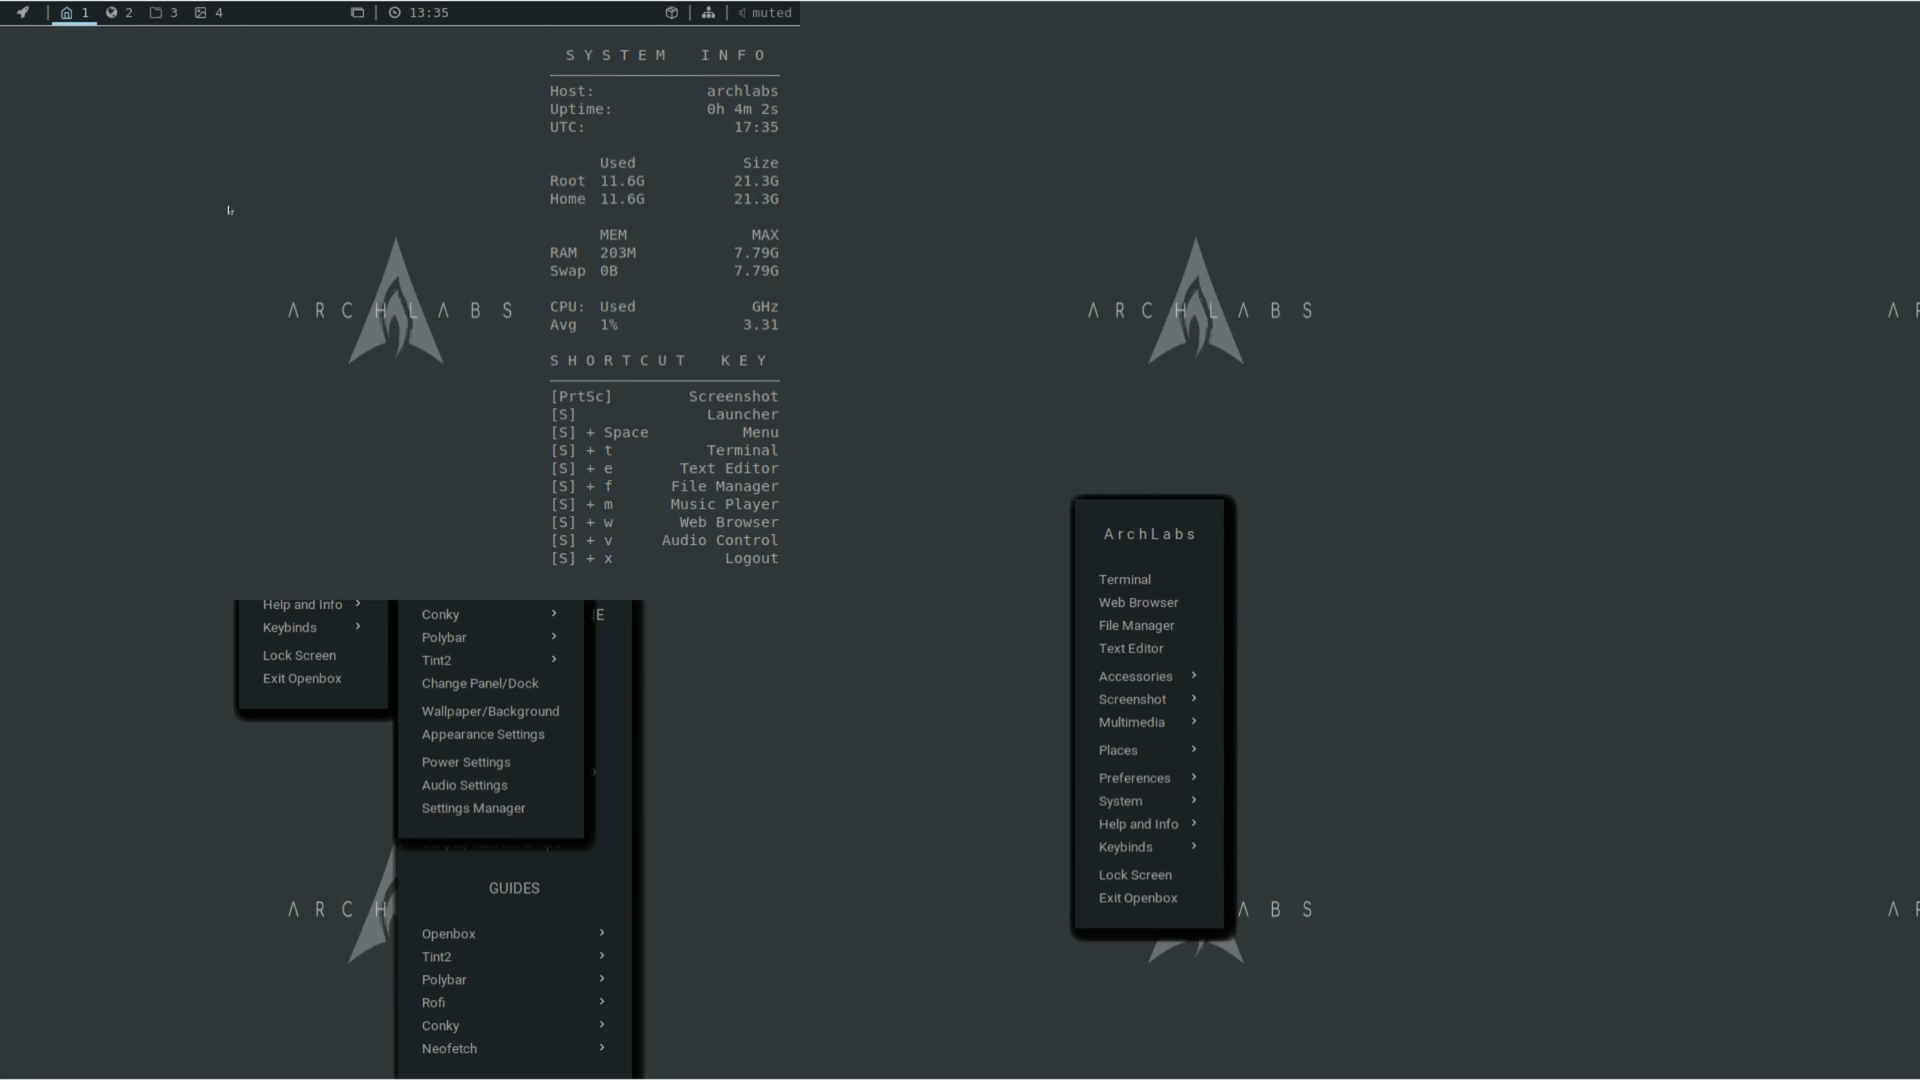 1 2 3 4 13:35 muted
SYSTEM INFO
Host: archlabs
Uptime: 0h 4m 2s
UTC: 17:35
Used Size
Root 11.6G 21.3G
Home 11.6G 21.3G
MEM MAX
RAM 203M 7.79G
Swap 0B 7.79G
CPU: Used GHz
Avg 1% 3.31
SHORTCUT KEY
[PrtSc] Screenshot
[S] Launcher
[S] + Space Menu
[S] + t Terminal
[S] + e Text Editor
[S] + f File Manager
[S] + m Music Player
[S] + w Web Browser
[S] + v Audio Control
[S] + x Logout
ARCHLABS
ARCHLABS
Help and Info
Keybinds
Lock Screen
Exit Openbox
Conky
Polybar
Tint2
Change Panel/Dock
Wallpaper/Background
Appearance Settings
Power Settings
Audio Settings
Settings Manager
E
GUIDES
Openbox
Tint2
Polybar
Rofi
Conky
Neofetch
ARCH
ArchLabs
Terminal
Web Browser
File Manager
Text Editor
Accessories
Screenshot
Multimedia
Places
Preferences
System
Help and Info
Keybinds
Lock Screen
Exit Openbox
ABS